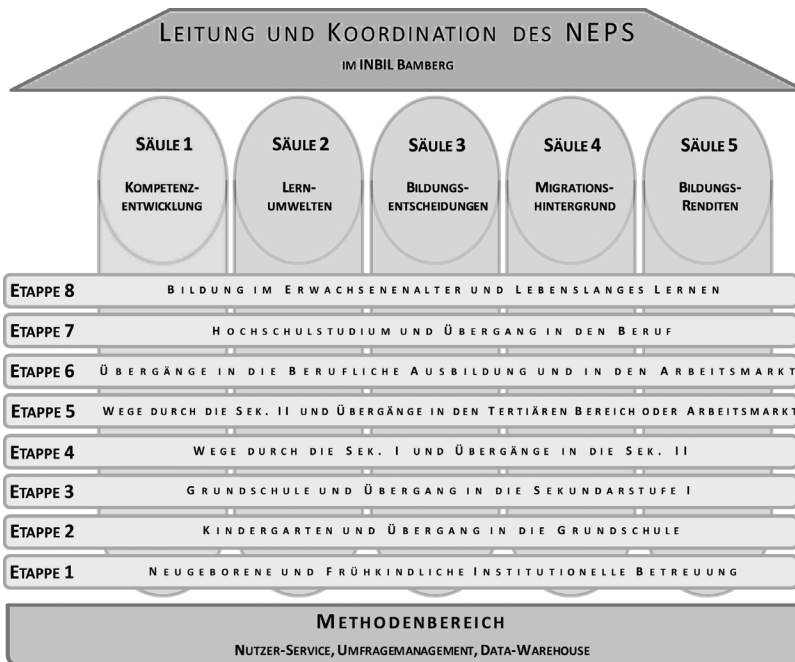 LEITUNG UND KOORDINATION DES NEPS
IM INBIL BAMBERG
SÄULE 1
KOMPETENZ-
ENTWICKLUNG
SÄULE 2
LERN-
UMWELTEN
SÄULE 3
BILDUNGS-
ENTSCHEIDUNGEN
SÄULE 4
MIGRATIONS-
HINTERGRUND
SÄULE 5
BILDUNGS-
RENDITEN
ETAPPE 8 BILDUNG IM ERWACHSENENALTER UND LEBENSLANGES LERNEN
ETAPPE 7 HOCHSCHULSTUDIUM UND ÜBERGANG IN DEN BERUF
ETAPPE 6 ÜBERGÄNGE IN DIE BERUFLICHE AUSBILDUNG UND IN DEN ARBEITSMARKT
ETAPPE 5 WEGE DURCH DIE SEK. II UND ÜBERGÄNGE IN DEN TERTIÄREN BEREICH ODER ARBEITSMARKT
ETAPPE 4 WEGE DURCH DIE SEK. I UND ÜBERGÄNGE IN DIE SEK. II
ETAPPE 3 GRUNDSCHULE UND ÜBERGANG IN DIE SEKUNDARSTUFE I
ETAPPE 2 KINDERGARTEN UND ÜBERGANG IN DIE GRUNDSCHULE
ETAPPE 1 NEUGEBORENE UND FRÜHKINDLICHE INSTITUTIONELLE BETREUUNG
METHODENBEREICH
NUTZER-SERVICE, UMFRAGEMANAGEMENT, DATA-WAREHOUSE